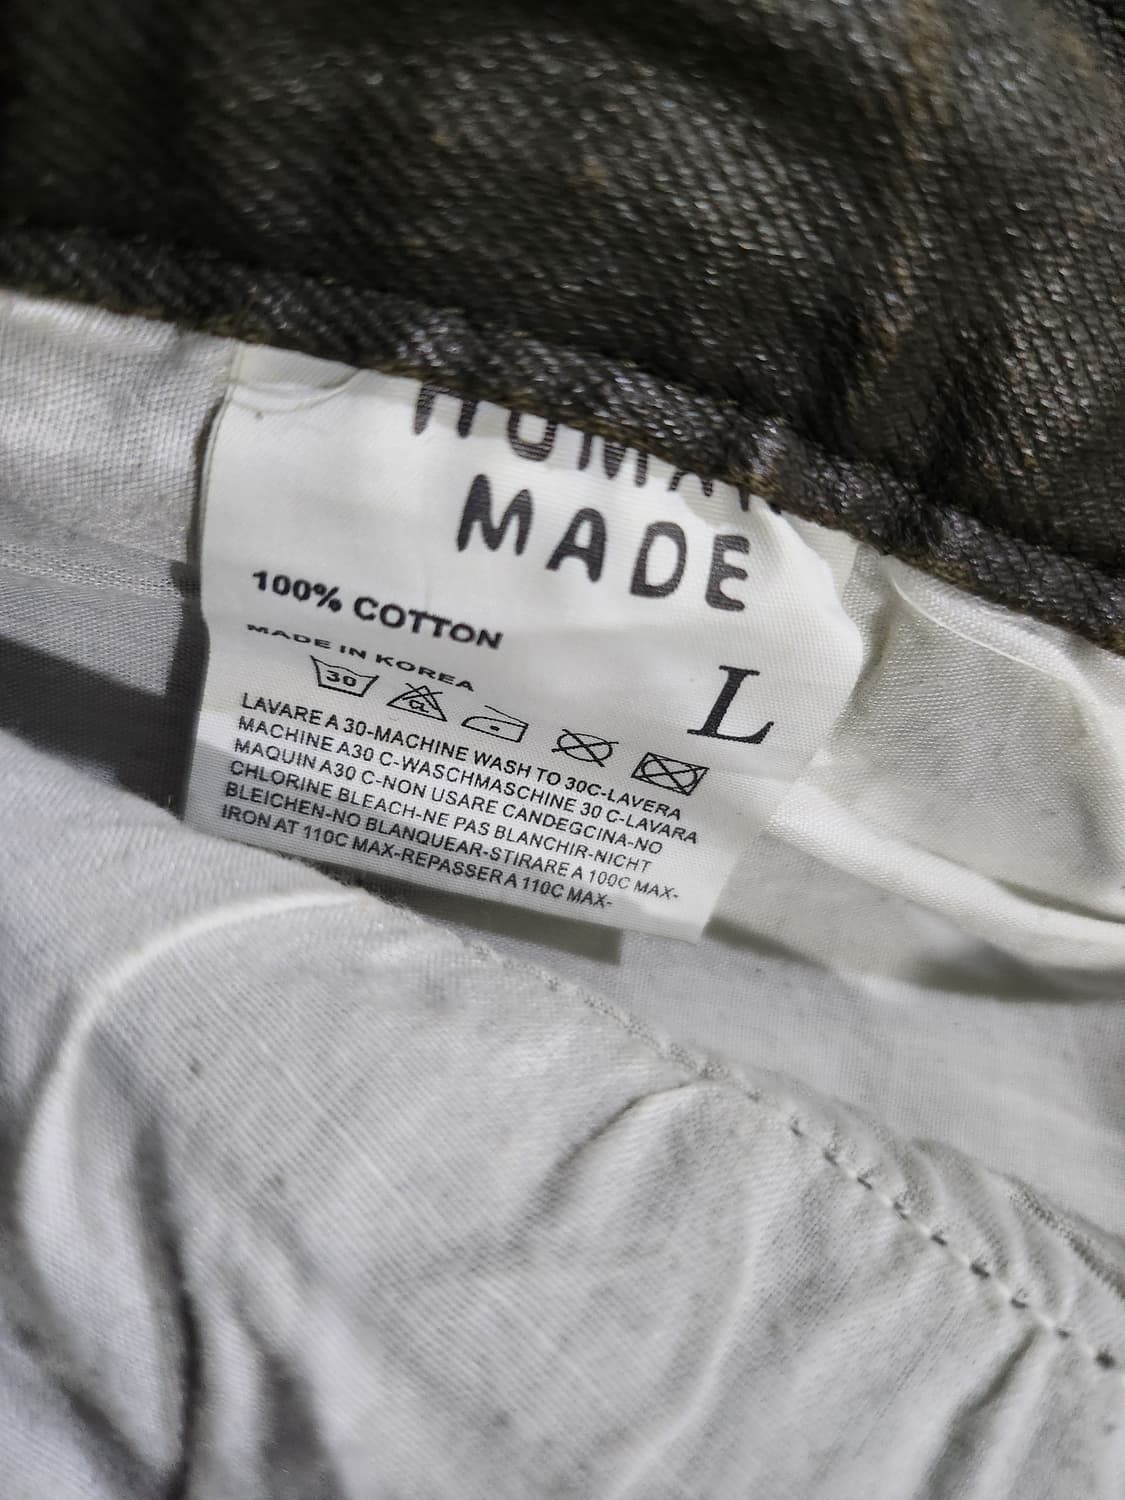 HUMAN
MADE
100% COTTON
MADE IN KOREA
L
30
CL
LAVARE A 30-MACHINE WASH TO 30C-LAVERA
MACHINE A30 C-WASCHMASCHINE 30 C-LAVARA
MAQUIN A30 C-NON USARE CANDEGCINA-NO
CHLORINE BLEACH-NE PAS BLANCHIR-NICHT
BLEICHEN-NO BLANQUEAR-STIRARE A 100C MAX-
IRON AT 110C MAX-REPASSER A 110C MAX-